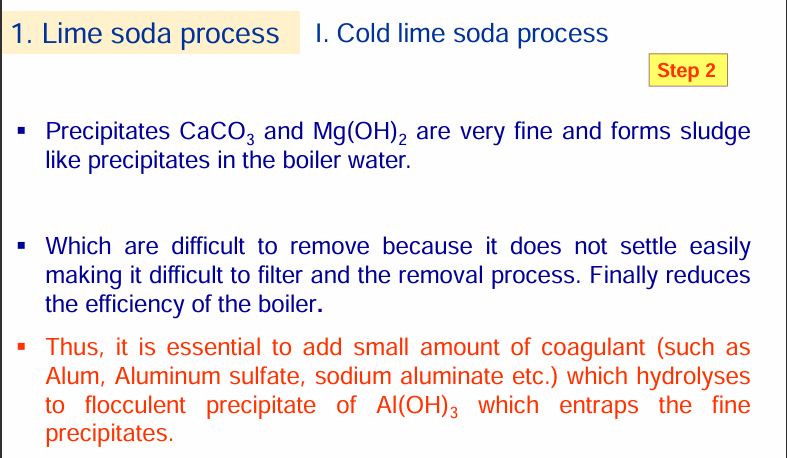 1. Lime soda process I. Cold lime soda process
Step 2
▪ Precipitates CaCO₃ and Mg(OH)₂ are very fine and forms sludge
like precipitates in the boiler water.
▪ Which are difficult to remove because it does not settle easily
making it difficult to filter and the removal process. Finally reduces
the efficiency of the boiler.
▪ Thus, it is essential to add small amount of coagulant (such as
Alum, Aluminum sulfate, sodium aluminate etc.) which hydrolyses
to flocculent precipitate of Al(OH)₃ which entraps the fine
precipitates.